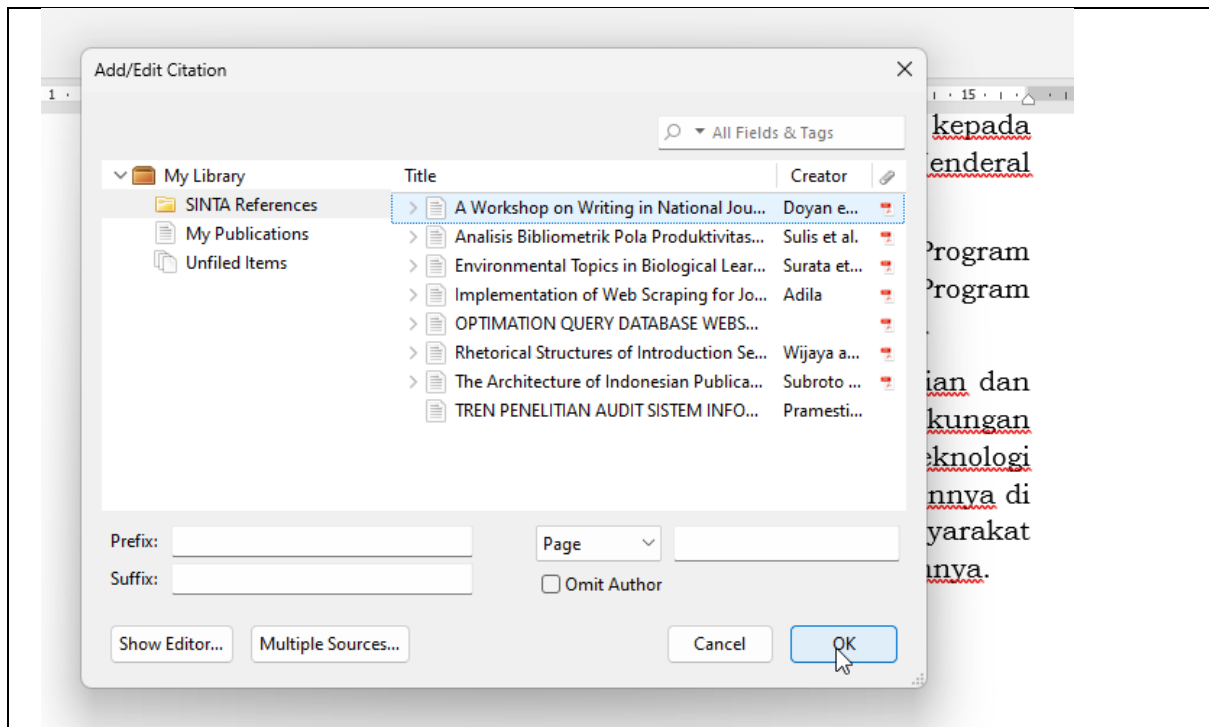 Add/Edit Citation
1
15
All Fields & Tags
My Library
SINTA References
My Publications
Unfiled Items
Title Creator
A Workshop on Writing in National Jou... Doyan e...
Analisis Bibliometrik Pola Produktivitas... Sulis et al.
Environmental Topics in Biological Lear... Surata et...
Implementation of Web Scraping for Jo... Adila
OPTIMATION QUERY DATABASE WEBS...
Rhetorical Structures of Introduction Se... Wijaya a...
The Architecture of Indonesian Publica... Subroto ...
TREN PENELITIAN AUDIT SISTEM INFO... Pramesti...
Prefix:
Page
Suffix:
Omit Author
Show Editor... Multiple Sources... Cancel OK
kepada
enderal
Program
Program
ian dan
kungan
eknologi
nnya di
yarakat
nnya.